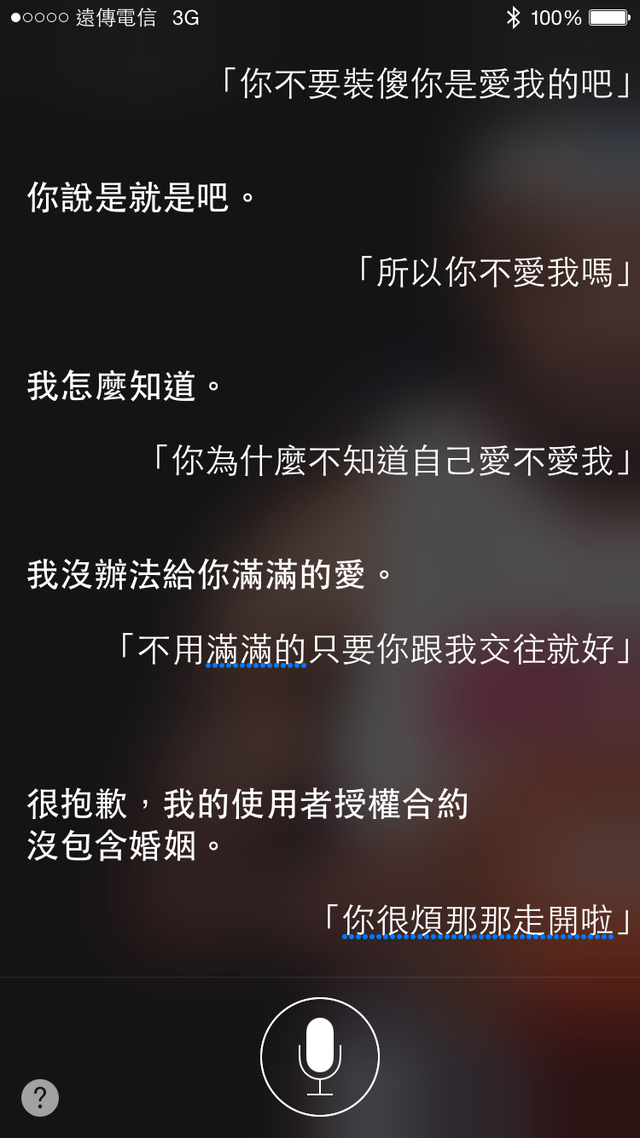 遠傳電信 3G 100%
「你不要裝傻你是愛我的吧」
你說是就是吧。
「所以你不愛我嗎」
我怎麼知道。
「你為什麼不知道自己愛不愛我」
我沒辦法給你滿滿的愛。
「不用滿滿的只要你跟我交往就好」
很抱歉，我的使用者授權合約
沒包含婚姻。
「你很煩那那走開啦」
?